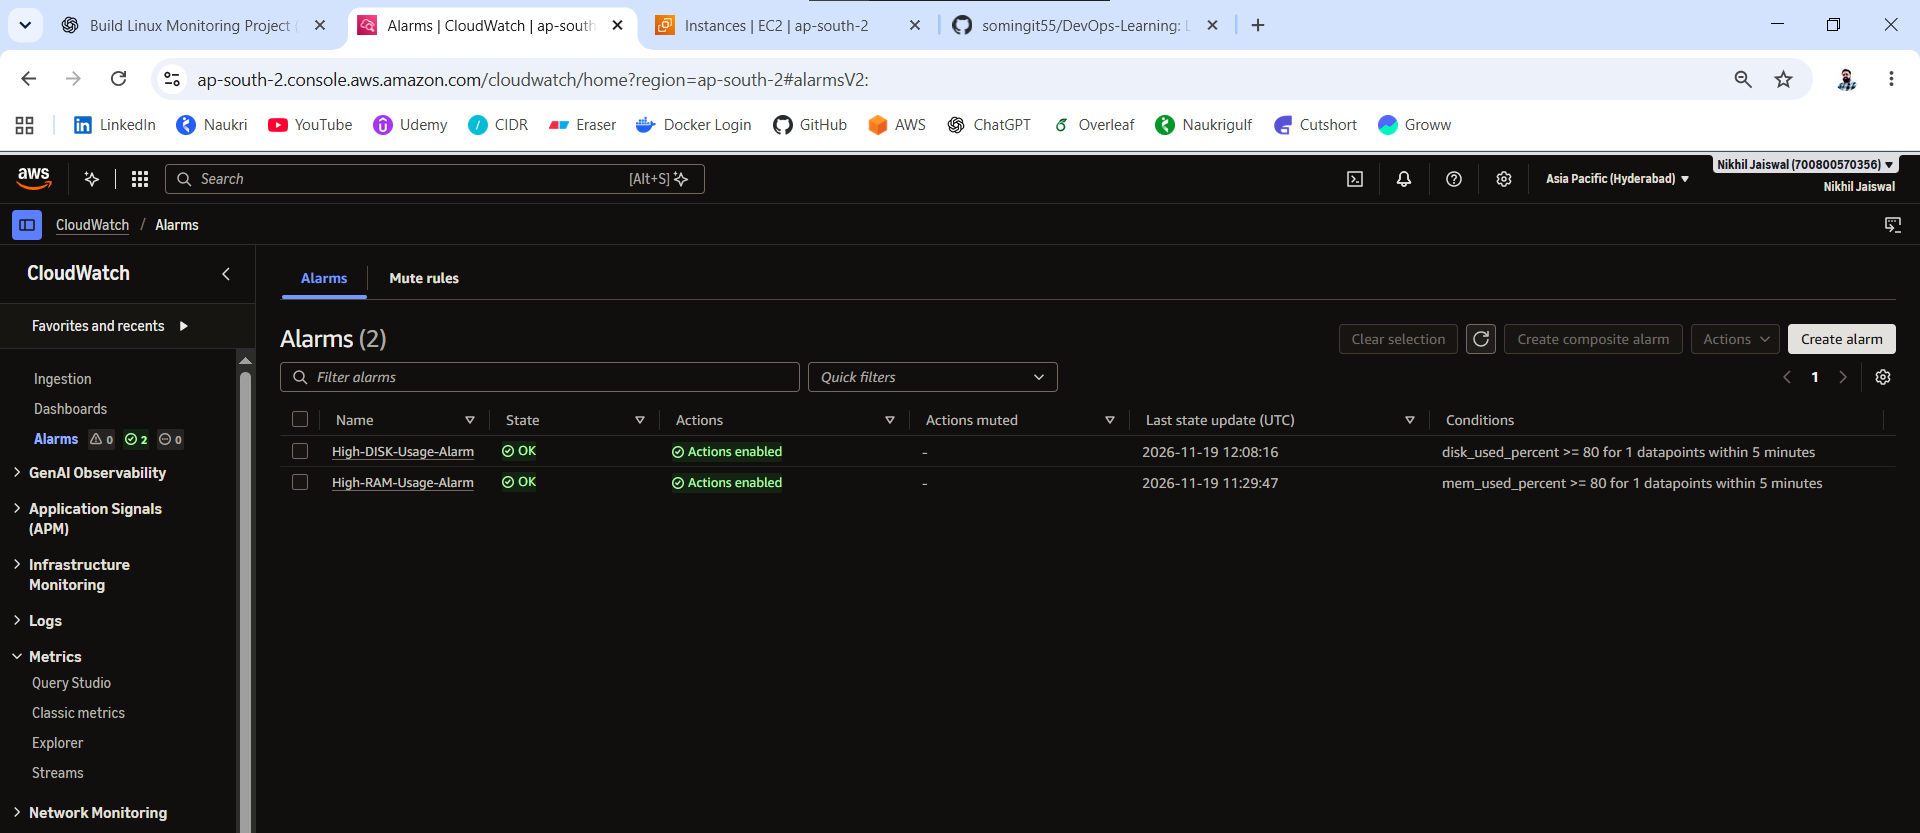 Build Linux Monitoring Project (
Alarms | CloudWatch | ap-south
Instances | EC2 | ap-south-2
somingit55/DevOps-Learning: L
ap-south-2.console.aws.amazon.com/cloudwatch/home?region=ap-south-2#alarmsV2:
LinkedIn Naukri YouTube Udemy CIDR Eraser Docker Login GitHub AWS ChatGPT Overleaf Naukrigulf Cutshort Groww
aws Search [Alt+S] Asia Pacific (Hyderabad) Nikhil Jaiswal (700800570356)
Nikhil Jaiswal
CloudWatch / Alarms
CloudWatch
Favorites and recents
Ingestion
Dashboards
Alarms 0 2 0
GenAI Observability
Application Signals
(APM)
Infrastructure
Monitoring
Logs
Metrics
Query Studio
Classic metrics
Explorer
Streams
Network Monitoring
Alarms Mute rules
Alarms (2) Clear selection Create composite alarm Actions Create alarm
Filter alarms Quick filters 1
Name State Actions Actions muted Last state update (UTC) Conditions
High-DISK-Usage-Alarm OK Actions enabled - 2026-11-19 12:08:16 disk_used_percent >= 80 for 1 datapoints within 5 minutes
High-RAM-Usage-Alarm OK Actions enabled - 2026-11-19 11:29:47 mem_used_percent >= 80 for 1 datapoints within 5 minutes